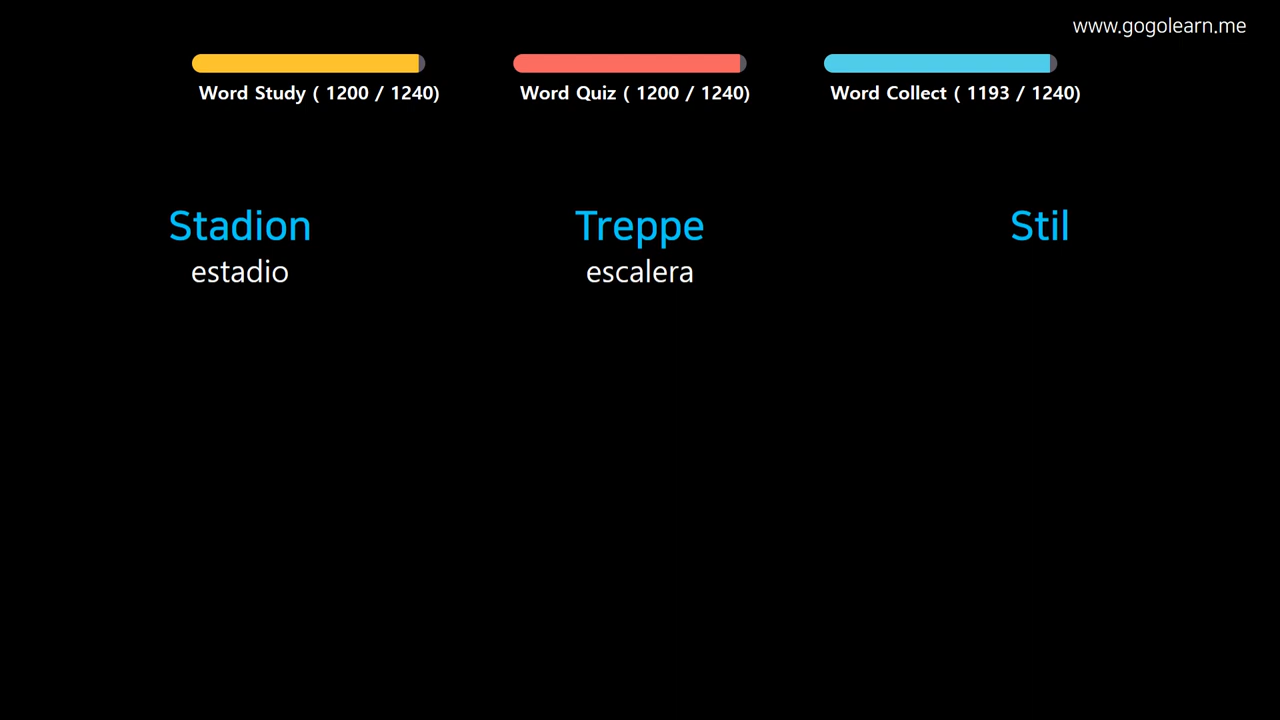 www.gogolearn.me
Word Study ( 1200 / 1240)
Word Quiz ( 1200 / 1240)
Word Collect ( 1193 / 1240)
Stadion
estadio
Treppe
escalera
Stil